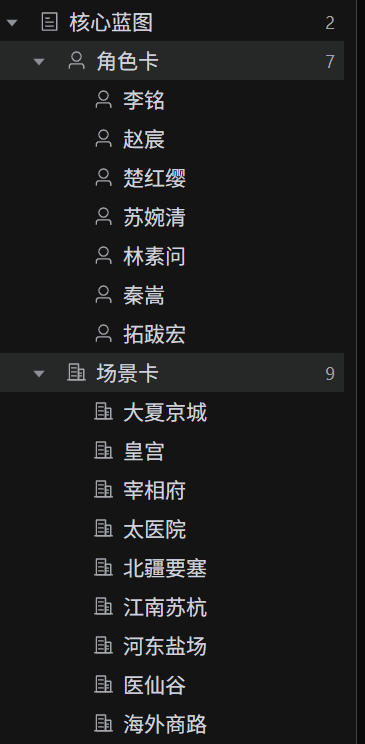 核心蓝图 2
角色卡 7
李铭
赵宸
楚红缨
苏婉清
林素问
秦嵩
拓跋宏
场景卡 9
大夏京城
皇宫
宰相府
太医院
北疆要塞
江南苏杭
河东盐场
医仙谷
海外商路